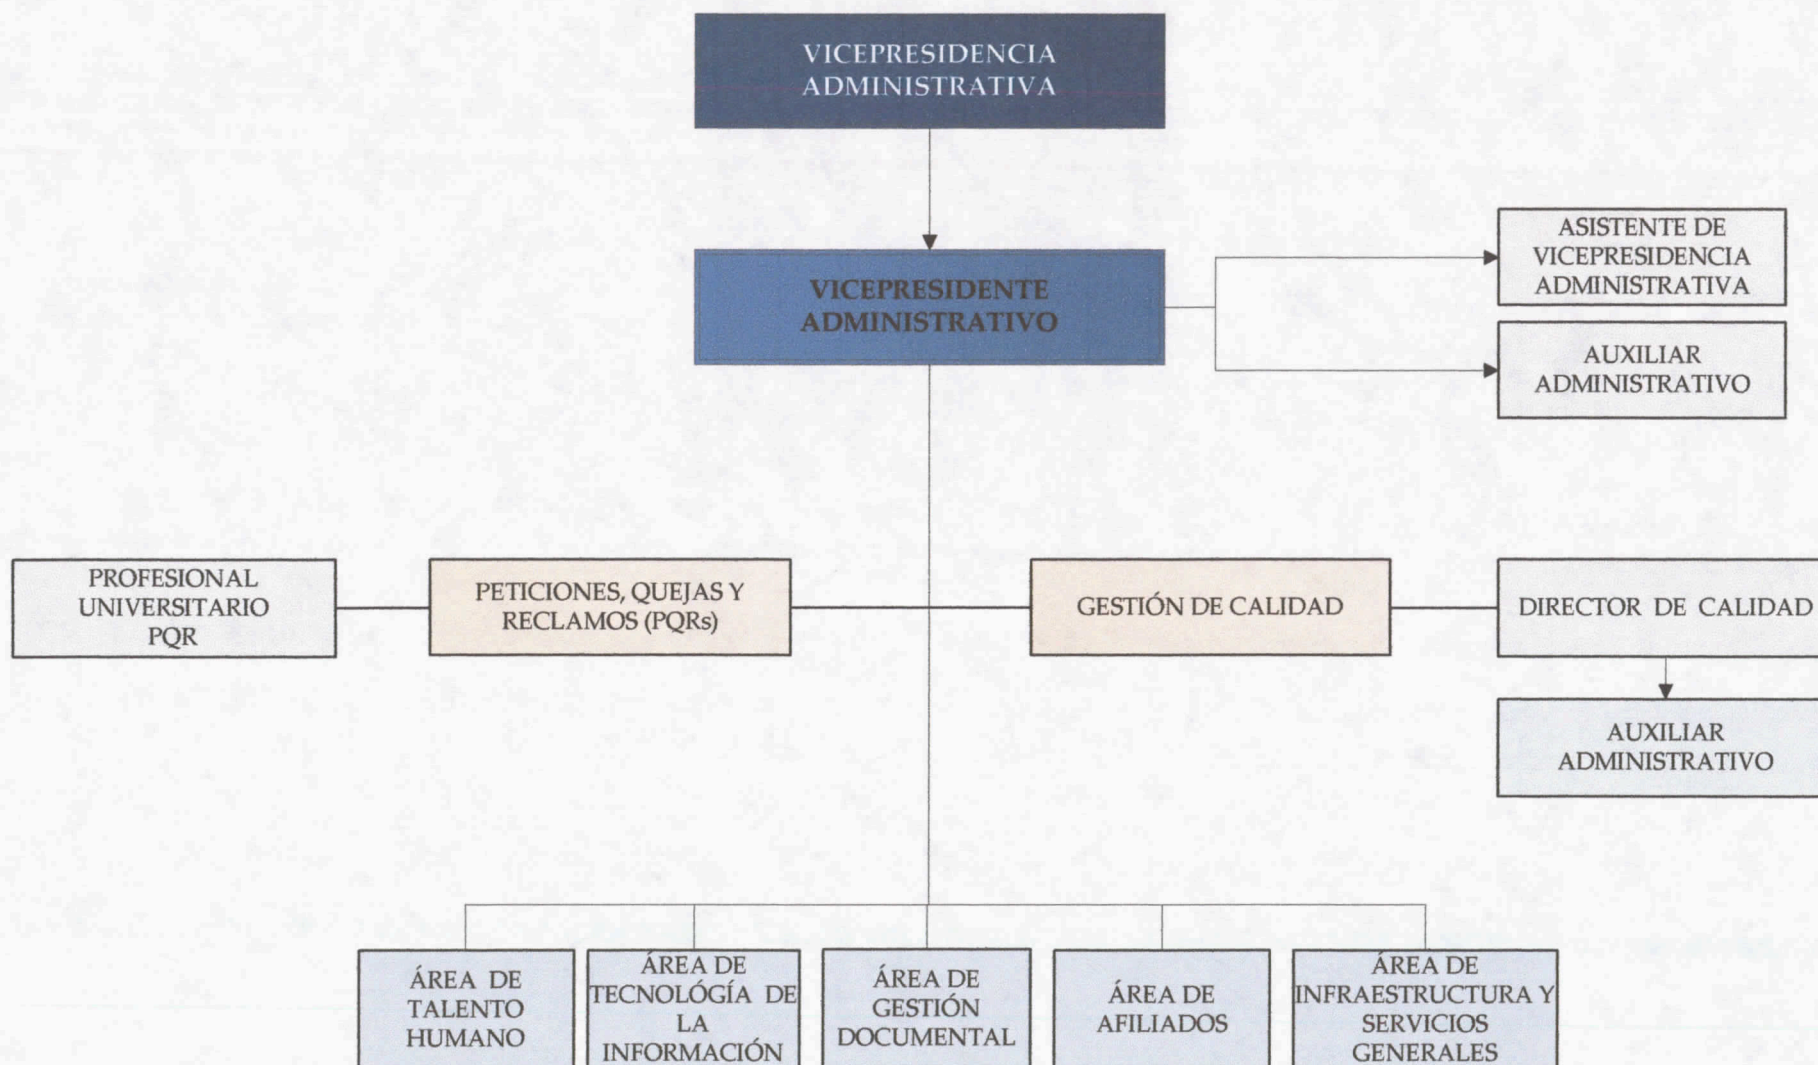 VICEPRESIDENCIA
ADMINISTRATIVA
VICEPRESIDENTE
ADMINISTRATIVO
ASISTENTE DE
VICEPRESIDENCIA
ADMINISTRATIVA
AUXILIAR
ADMINISTRATIVO
PROFESIONAL
UNIVERSITARIO
PQR
PETICIONES, QUEJAS Y
RECLAMOS (PQRs)
GESTIÓN DE CALIDAD
DIRECTOR DE CALIDAD
AUXILIAR
ADMINISTRATIVO
ÁREA DE
TALENTO
HUMANO
ÁREA DE
TECNOLÓGÍA DE
LA
INFORMACIÓN
ÁREA DE
GESTIÓN
DOCUMENTAL
ÁREA DE
AFILIADOS
ÁREA DE
INFRAESTRUCTURA Y
SERVICIOS
GENERALES